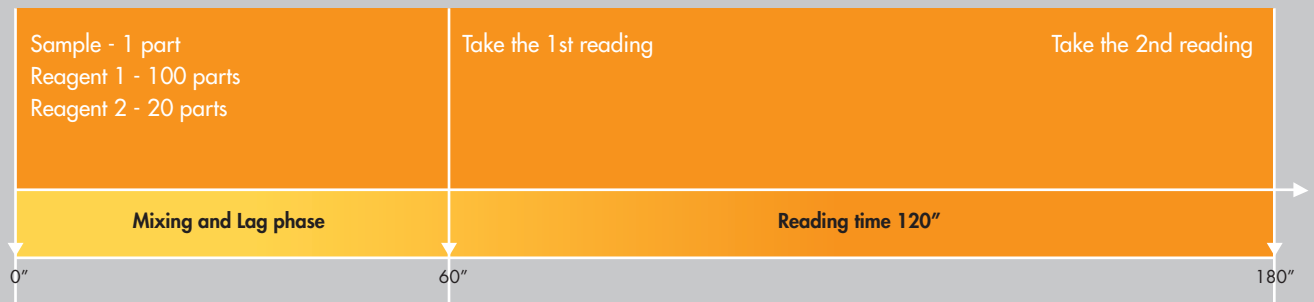 Sample - 1 part
Reagent 1 - 100 parts
Reagent 2 - 20 parts
Take the 1st reading
Take the 2nd reading
Mixing and Lag phase
Reading time 120”
0”
60”
180”